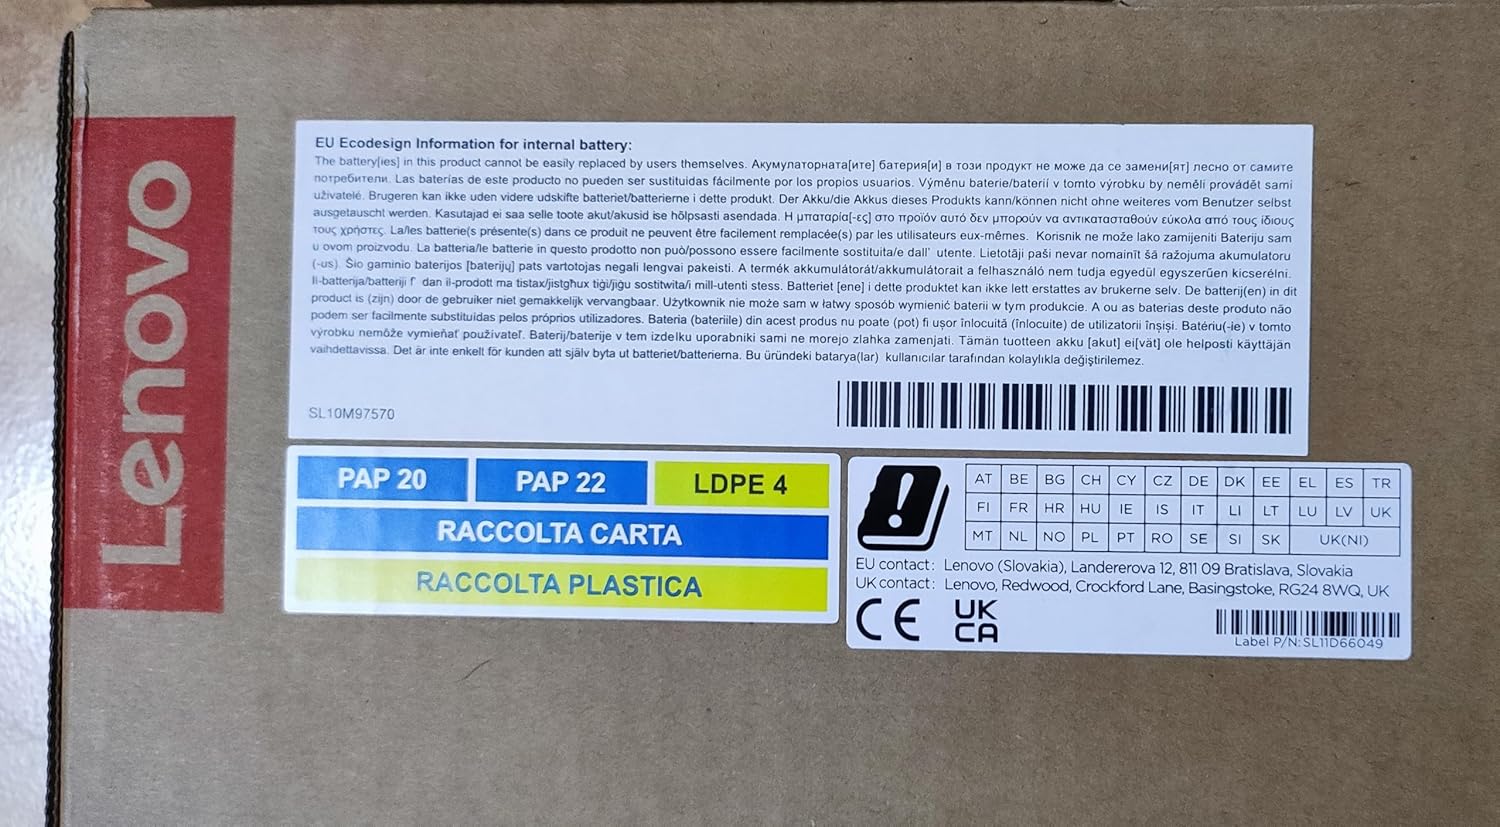 Lenovo
EU Ecodesign Information for internal battery:
The battery[ies] in this product cannot be easily replaced by users themselves. Акумулаторната[ите] батерия[и] в този продукт не може да се замени[ят] лесно от самите
потребители. Las baterías de este producto no pueden ser sustituidas fácilmente por los propios usuarios. Výměnu baterie/baterií v tomto výrobku by neměli provádět sami
uživatelé. Brugeren kan ikke uden videre udskifte batteriet/batterierne i dette produkt. Der Akku/die Akkus dieses Produkts kann/können nicht ohne weiteres vom Benutzer selbst
ausgetauscht werden. Kasutajad ei saa selle toote akut/akusid ise hõlpsasti asendada. Η μπαταρία[-ες] στο προϊόν αυτό δεν μπορούν να αντικατασταθούν εύκολα από τους ίδιους
τους χρήστες. La/les batterie(s) présente(s) dans ce produit ne peuvent être facilement remplacée(s) par les utilisateurs eux-mêmes. Korisnik ne može lako zamijeniti Bateriju sam
u ovom proizvodu. La batteria/le batterie in questo prodotto non può/possono essere facilmente sostituita/e dall' utente. Lietotāji paši nevar nomainīt šā ražojuma akumulatoru
(-us). Šio gaminio baterijos [baterijų] pats vartotojas negali lengvai pakeisti. A termék akkumulátorát/akkumulátorait a felhasználó nem tudja egyedül egyszerűen kicserélni.
Il-batterija/batteriji f' dan il-prodott ma tistax/jistgħux tiġi/jiġu sostitwita/i mill-utenti stess. Batteriet [ene] i dette produktet kan ikke lett erstattes av brukerne selv. De batterij(en) in dit
product is (zijn) door de gebruiker niet gemakkelijk vervangbaar. Użytkownik nie może sam w łatwy sposób wymienić baterii w tym produkcie. A ou as baterias deste produto não
podem ser facilmente substituídas pelos próprios utilizadores. Bateria (bateriile) din acest produs nu poate (pot) fi ușor înlocuită (înlocuite) de utilizatorii înșiși. Batériu(-ie) v tomto
výrobku nemôže vymieňať používateľ. Baterij/baterije v tem izdelku uporabniki sami ne morejo zlahka zamenjati. Tämän tuotteen akku [akut] ei[vät] ole helposti käyttäjän
vaihdettavissa. Det är inte enkelt för kunden att själv byta ut batteriet/batterierna. Bu üründeki batarya(lar) kullanıcılar tarafından kolaylıkla değiştirilemez.
SL10M97570
PAP 20 PAP 22 LDPE 4
RACCOLTA CARTA
RACCOLTA PLASTICA
AT BE BG CH CY CZ DE DK EE EL ES TR
FI FR HR HU IE IS IT LI LT LU LV UK
MT NL NO PL PT RO SE SI SK UK(NI)
EU contact: Lenovo (Slovakia), Landererova 12, 811 09 Bratislava, Slovakia
UK contact: Lenovo, Redwood, Crockford Lane, Basingstoke, RG24 8WQ, UK
CE UK
CA
Label P/N:SL11D66049